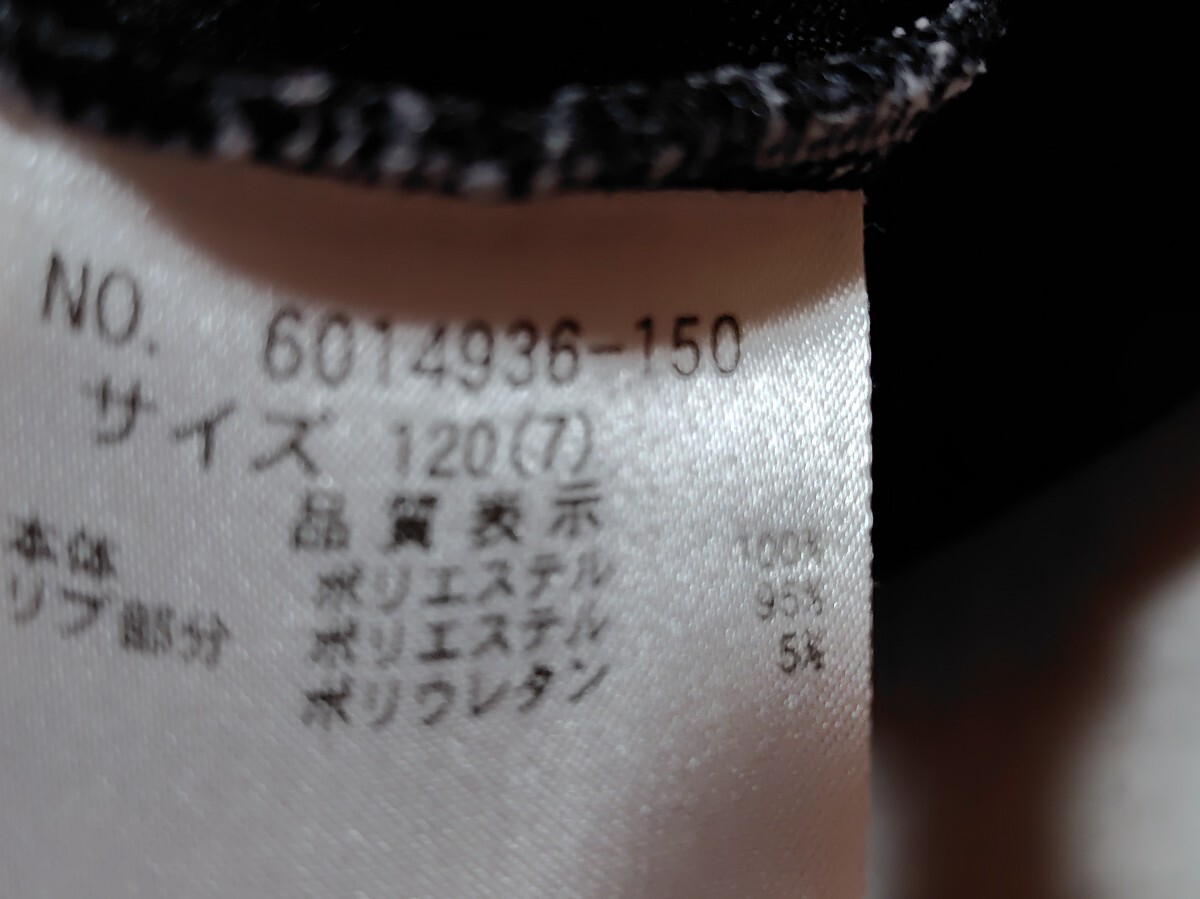 NO. 6014936-150
サイズ 120(7)
品質表示
本体 ポリエステル 100%
リブ部分 ポリエステル 95%
ポリウレタン 5%